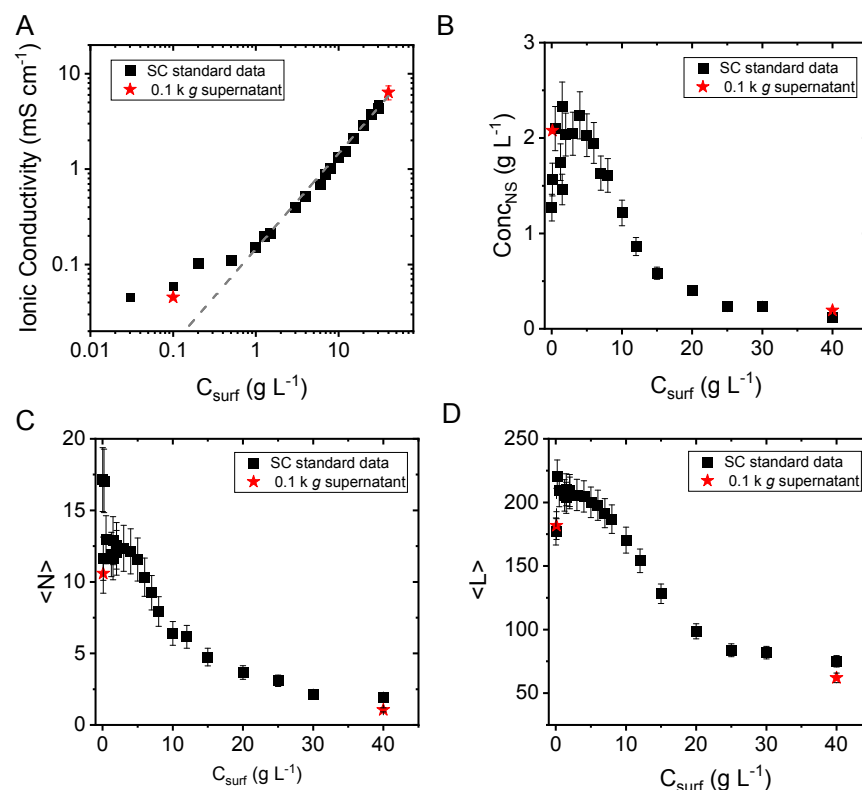 A
SC standard data
0.1 k g supernatant
Ionic Conductivity (mS cm⁻¹)
10
1
0.1
0.01
0.1
1
10
C_surf (g L⁻¹)
B
SC standard data
0.1 k g supernatant
Conc_NS (g L⁻¹)
3
2
1
0
0
10
20
30
40
C_surf (g L⁻¹)
C
SC standard data
0.1 k g supernatant
<N>
20
15
10
5
0
0
10
20
30
40
C_surf (g L⁻¹)
D
SC standard data
0.1 k g supernatant
<L>
250
200
150
100
50
0
10
20
30
40
C_surf (g L⁻¹)